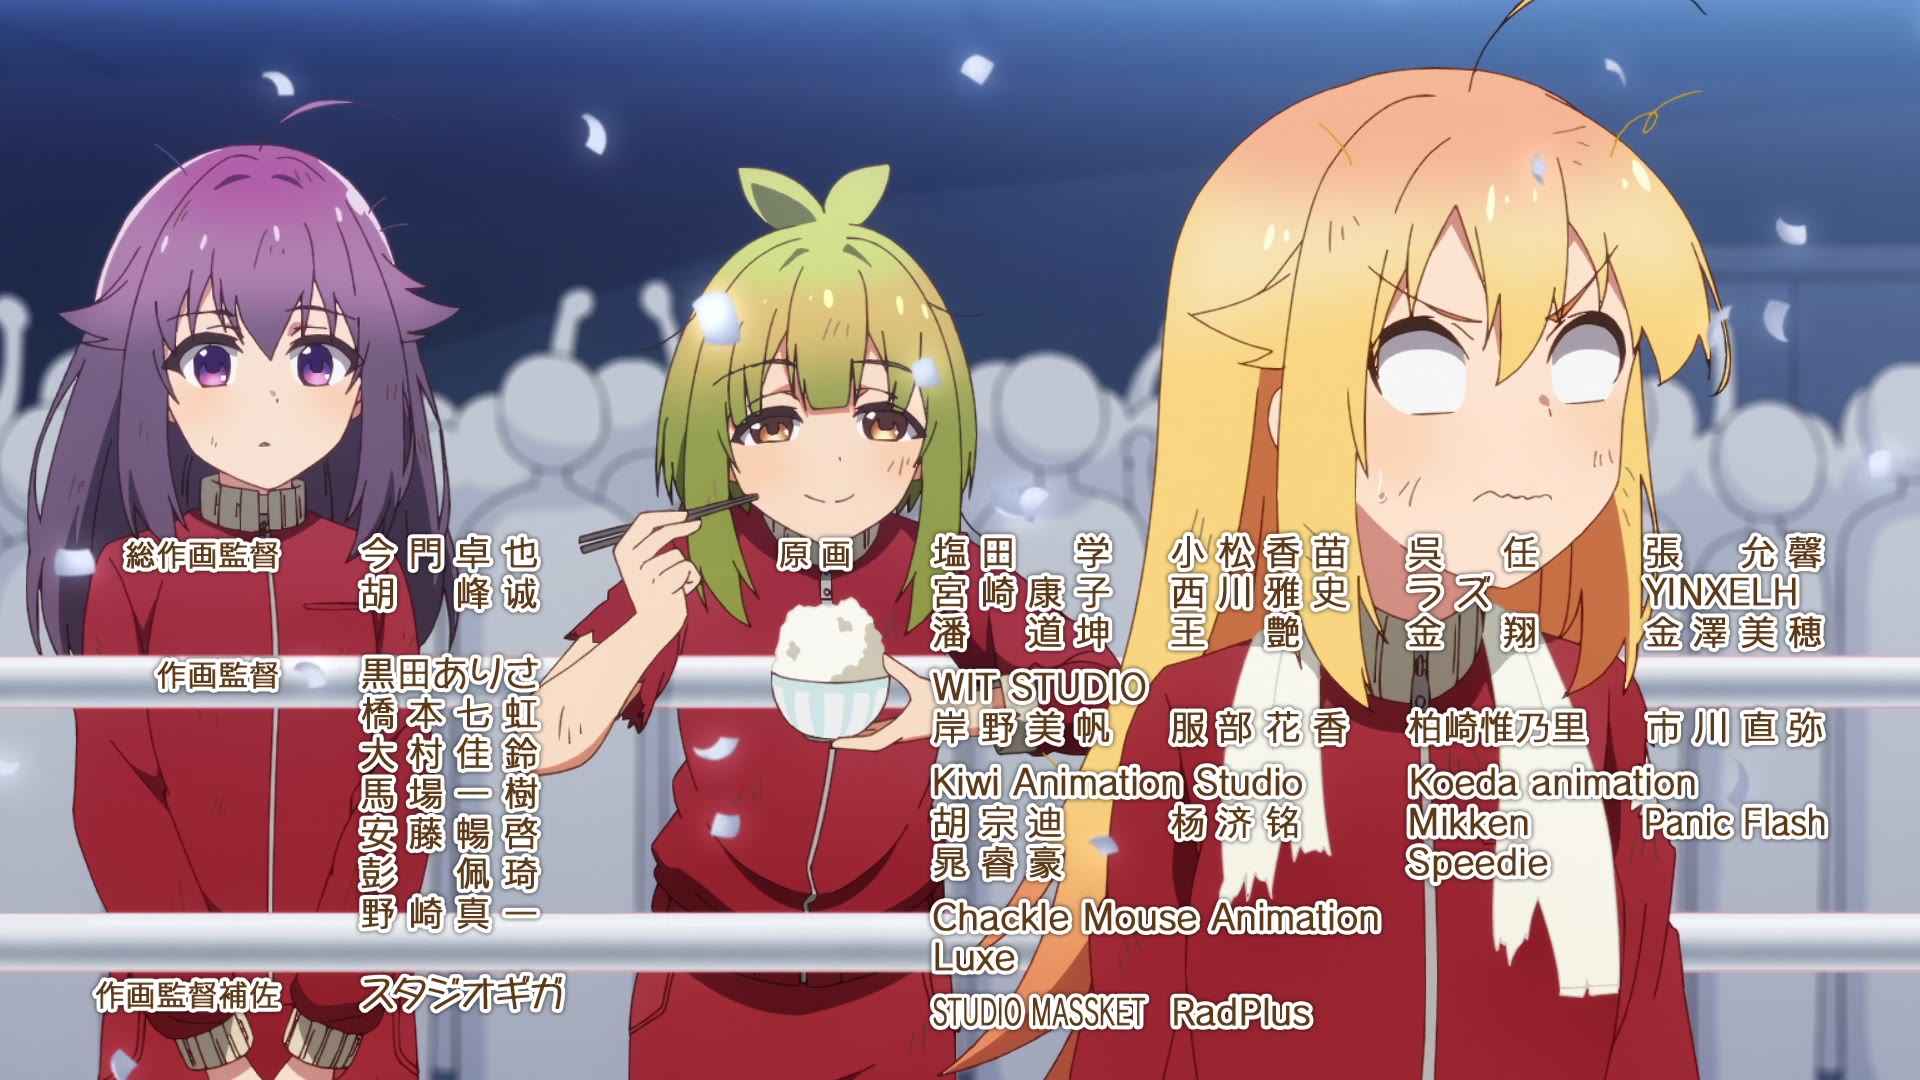 総作画監督 今門卓也
胡峰诚
作画監督 黒田ありさ
橋本七虹
大村佳鈴
馬場一樹
安藤暢啓
彭佩琦
野崎真一
作画監督補佐 スタジオギガ
原画 塩田学 小松香苗 呉任 張允馨
宮崎康子 西川雅史 ラズ YINXELH
潘道坤 王艶 金翔 金澤美穂
WIT STUDIO
岸野美帆 服部花香 柏崎惟乃里 市川直弥
Kiwi Animation Studio Koeda animation
胡宗迪 杨济铭 Mikken Panic Flash
晁睿豪 Speedie
Chackle Mouse Animation
Luxe
STUDIO MASSKET RadPlus